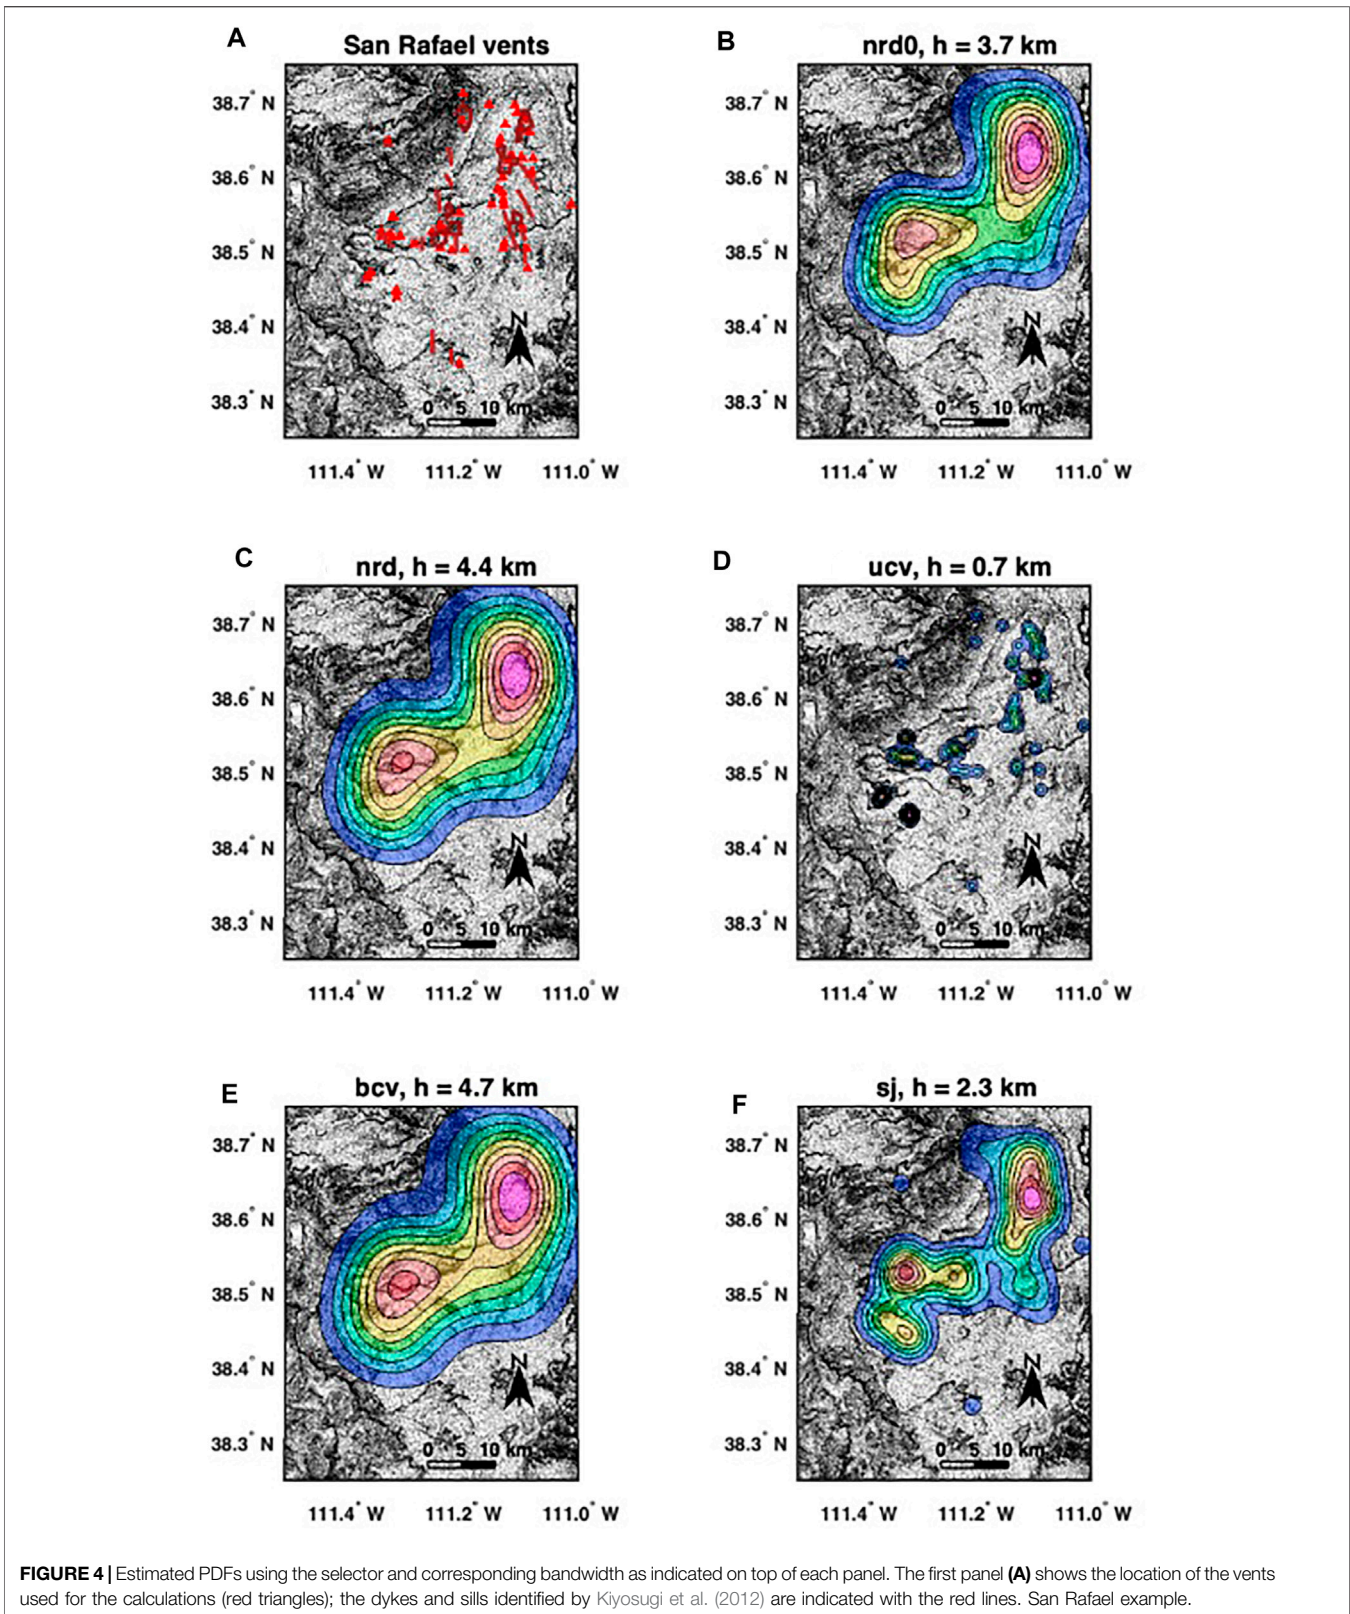 A
San Rafael vents
38.7° N
38.6° N
38.5° N
38.4° N
38.3° N
N
0 5 10 km
111.4° W 111.2° W 111.0° W
B
nrd0, h = 3.7 km
38.7° N
38.6° N
38.5° N
38.4° N
38.3° N
N
0 5 10 km
111.4° W 111.2° W 111.0° W
C
nrd, h = 4.4 km
38.7° N
38.6° N
38.5° N
38.4° N
38.3° N
N
0 5 10 km
111.4° W 111.2° W 111.0° W
D
ucv, h = 0.7 km
38.7° N
38.6° N
38.5° N
38.4° N
38.3° N
N
0 5 10 km
111.4° W 111.2° W 111.0° W
E
bcv, h = 4.7 km
38.7° N
38.6° N
38.5° N
38.4° N
38.3° N
N
0 5 10 km
111.4° W 111.2° W 111.0° W
F
sj, h = 2.3 km
38.7° N
38.6° N
38.5° N
38.4° N
38.3° N
N
0 5 10 km
111.4° W 111.2° W 111.0° W
FIGURE 4 | Estimated PDFs using the selector and corresponding bandwidth as indicated on top of each panel. The first panel (A) shows the location of the vents
used for the calculations (red triangles); the dykes and sills identified by Kiyosugi et al. (2012) are indicated with the red lines. San Rafael example.